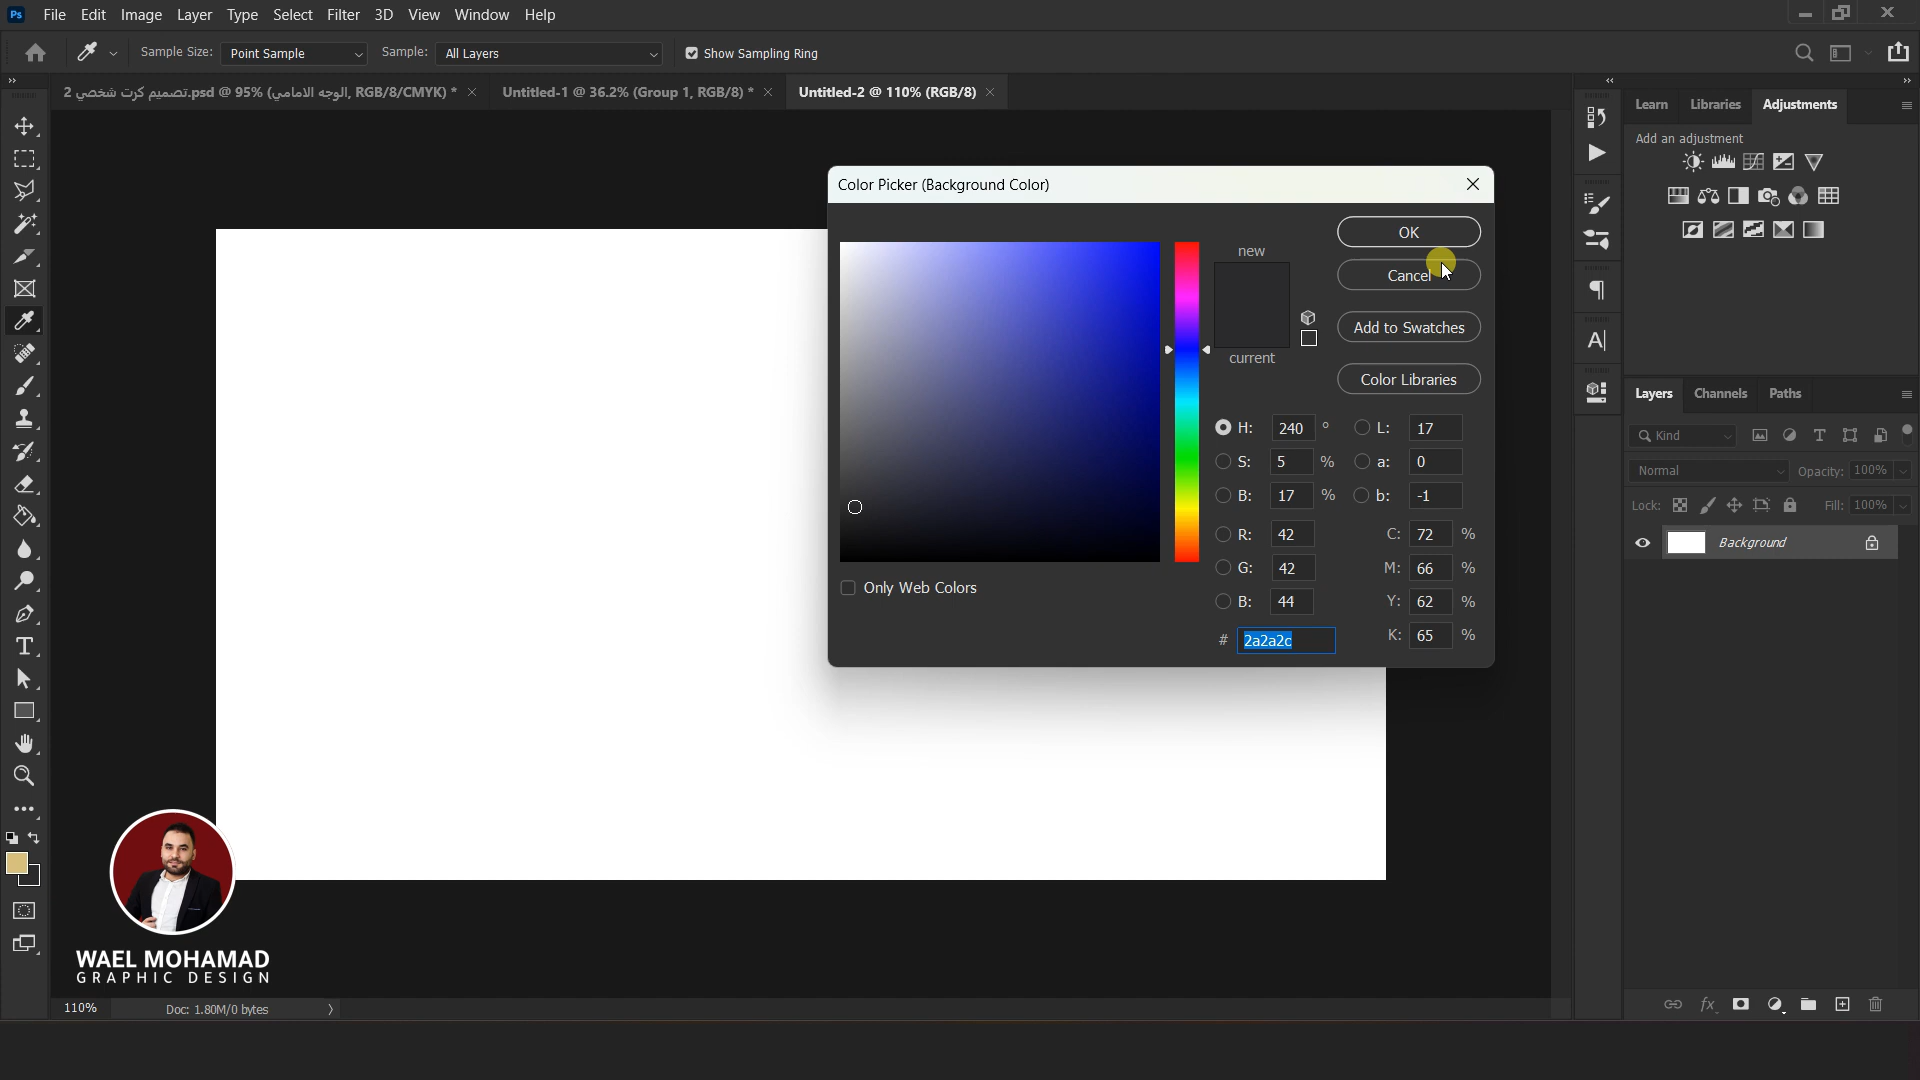 Ps File Edit Image Layer Type Select Filter 3D View Window Help
Sample Size: Point Sample Sample: All Layers Show Sampling Ring
تصميم كرت شخصي 2.psd @ 95% (الوجه الامامي, RGB/8/CMYK) * Untitled-1 @ 36.2% (Group 1, RGB/8) * Untitled-2 @ 110% (RGB/8)
Learn Libraries Adjustments
Add an adjustment
Color Picker (Background Color)
OK
new
Cancel
Add to Swatches
current
Color Libraries
H: 240 ° L: 17
S: 5 % a: 0
B: 17 % b: -1
R: 42 C: 72 %
G: 42 M: 66 %
B: 44 Y: 62 %
# 2a2a2c K: 65 %
Only Web Colors
Layers Channels Paths
Kind
Normal Opacity: 100%
Lock: Fill: 100%
Background
WAEL MOHAMAD
GRAPHIC DESIGN
110% Doc: 1.80M/0 bytes